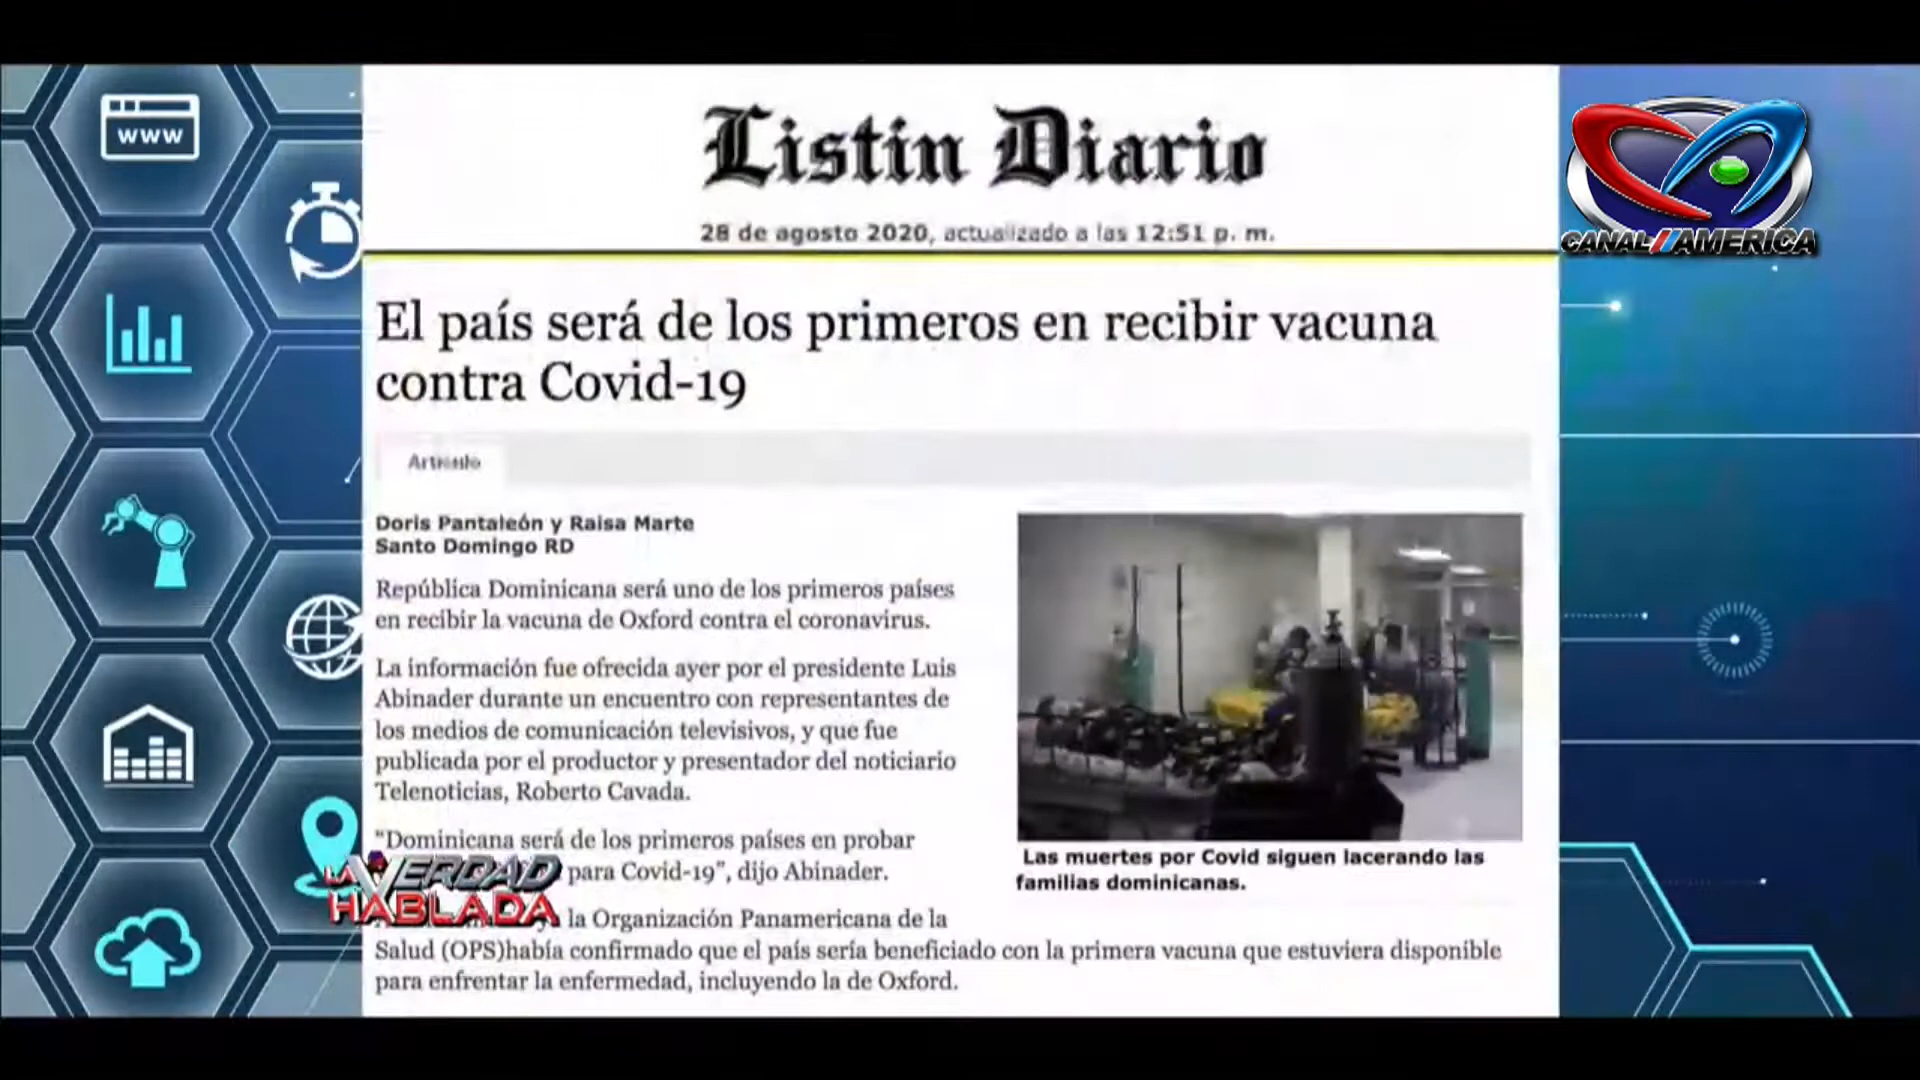 www
Listin Diario
CANAL AMERICA
28 de agosto 2020, actualizado a las 12:51 p. m.
El país será de los primeros en recibir vacuna
contra Covid-19
Artículo
Doris Pantaleón y Raisa Marte
Santo Domingo RD
República Dominicana será uno de los primeros países
en recibir la vacuna de Oxford contra el coronavirus.
La información fue ofrecida ayer por el presidente Luis
Abinader durante un encuentro con representantes de
los medios de comunicación televisivos, y que fue
publicada por el productor y presentador del noticiario
Telenoticias, Roberto Cavada.
"Dominicana será de los primeros países en probar
para Covid-19", dijo Abinader.
la Organización Panamericana de la
Salud (OPS)había confirmado que el país sería beneficiado con la primera vacuna que estuviera disponible
para enfrentar la enfermedad, incluyendo la de Oxford.
Las muertes por Covid siguen lacerando las
familias dominicanas.
LA VERDAD
HABLADA